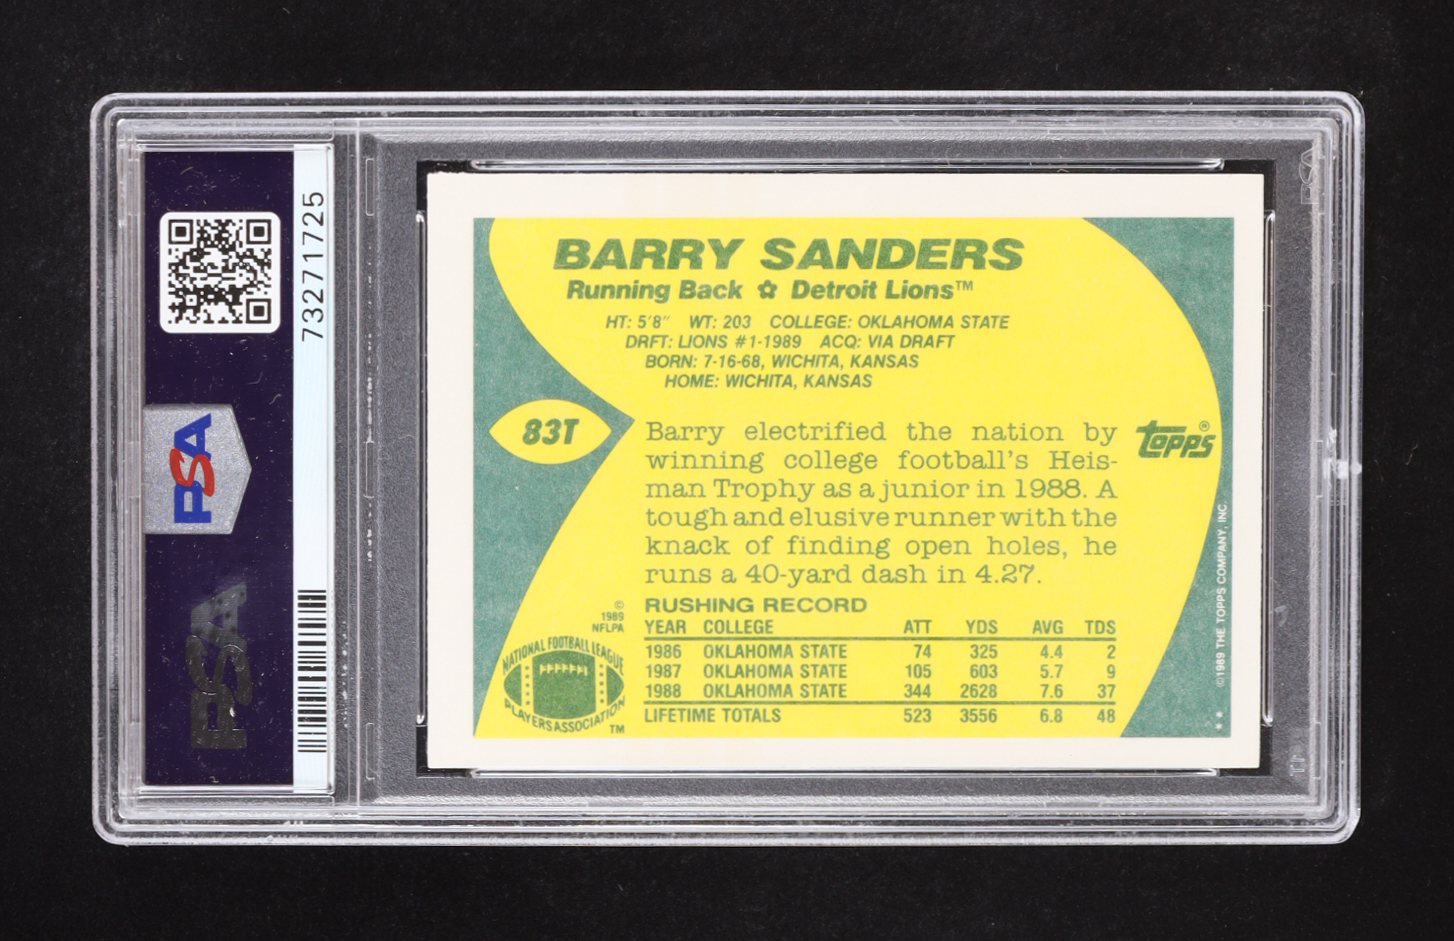 73271725
PSA
PSA
BARRY SANDERS
Running Back ✿ Detroit Lions™
HT: 5'8" WT: 203 COLLEGE: OKLAHOMA STATE
DRFT: LIONS #1-1989 ACQ: VIA DRAFT
BORN: 7-16-68, WICHITA, KANSAS
HOME: WICHITA, KANSAS
83T
Barry electrified the nation by
winning college football's Heis-
man Trophy as a junior in 1988. A
tough and elusive runner with the
knack of finding open holes, he
runs a 40-yard dash in 4.27.
topps®
RUSHING RECORD
YEAR COLLEGE ATT YDS AVG TDS
1986 OKLAHOMA STATE 74 325 4.4 2
1987 OKLAHOMA STATE 105 603 5.7 9
1988 OKLAHOMA STATE 344 2628 7.6 37
LIFETIME TOTALS 523 3556 6.8 48
©
1989
NFLPA
NATIONAL FOOTBALL LEAGUE
PLAYERS ASSOCIATION
TM
©1989 THE TOPPS COMPANY, INC.
**